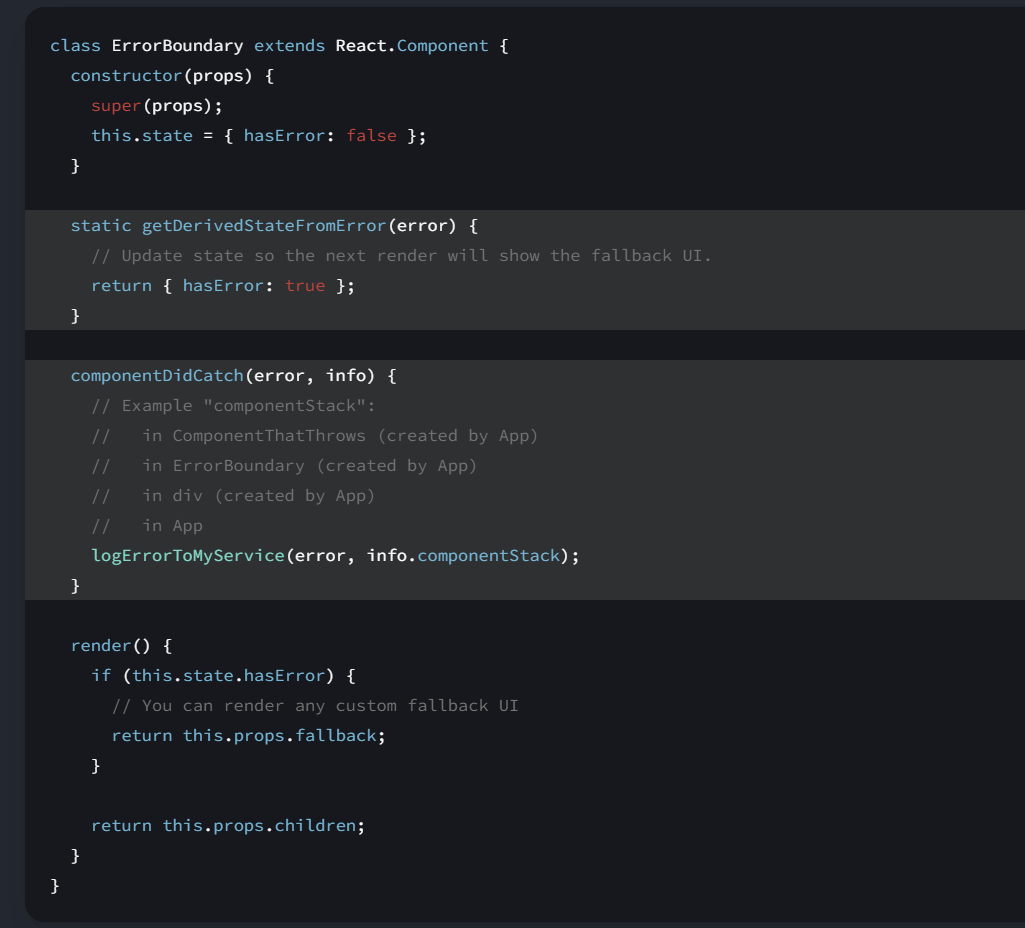 class ErrorBoundary extends React.Component {
  constructor(props) {
    super(props);
    this.state = { hasError: false };
  }

  static getDerivedStateFromError(error) {
    // Update state so the next render will show the fallback UI.
    return { hasError: true };
  }

  componentDidCatch(error, info) {
    // Example "componentStack":
    //   in ComponentThatThrows (created by App)
    //   in ErrorBoundary (created by App)
    //   in div (created by App)
    //   in App
    logErrorToMyService(error, info.componentStack);
  }

  render() {
    if (this.state.hasError) {
      // You can render any custom fallback UI
      return this.props.fallback;
    }

    return this.props.children;
  }
}